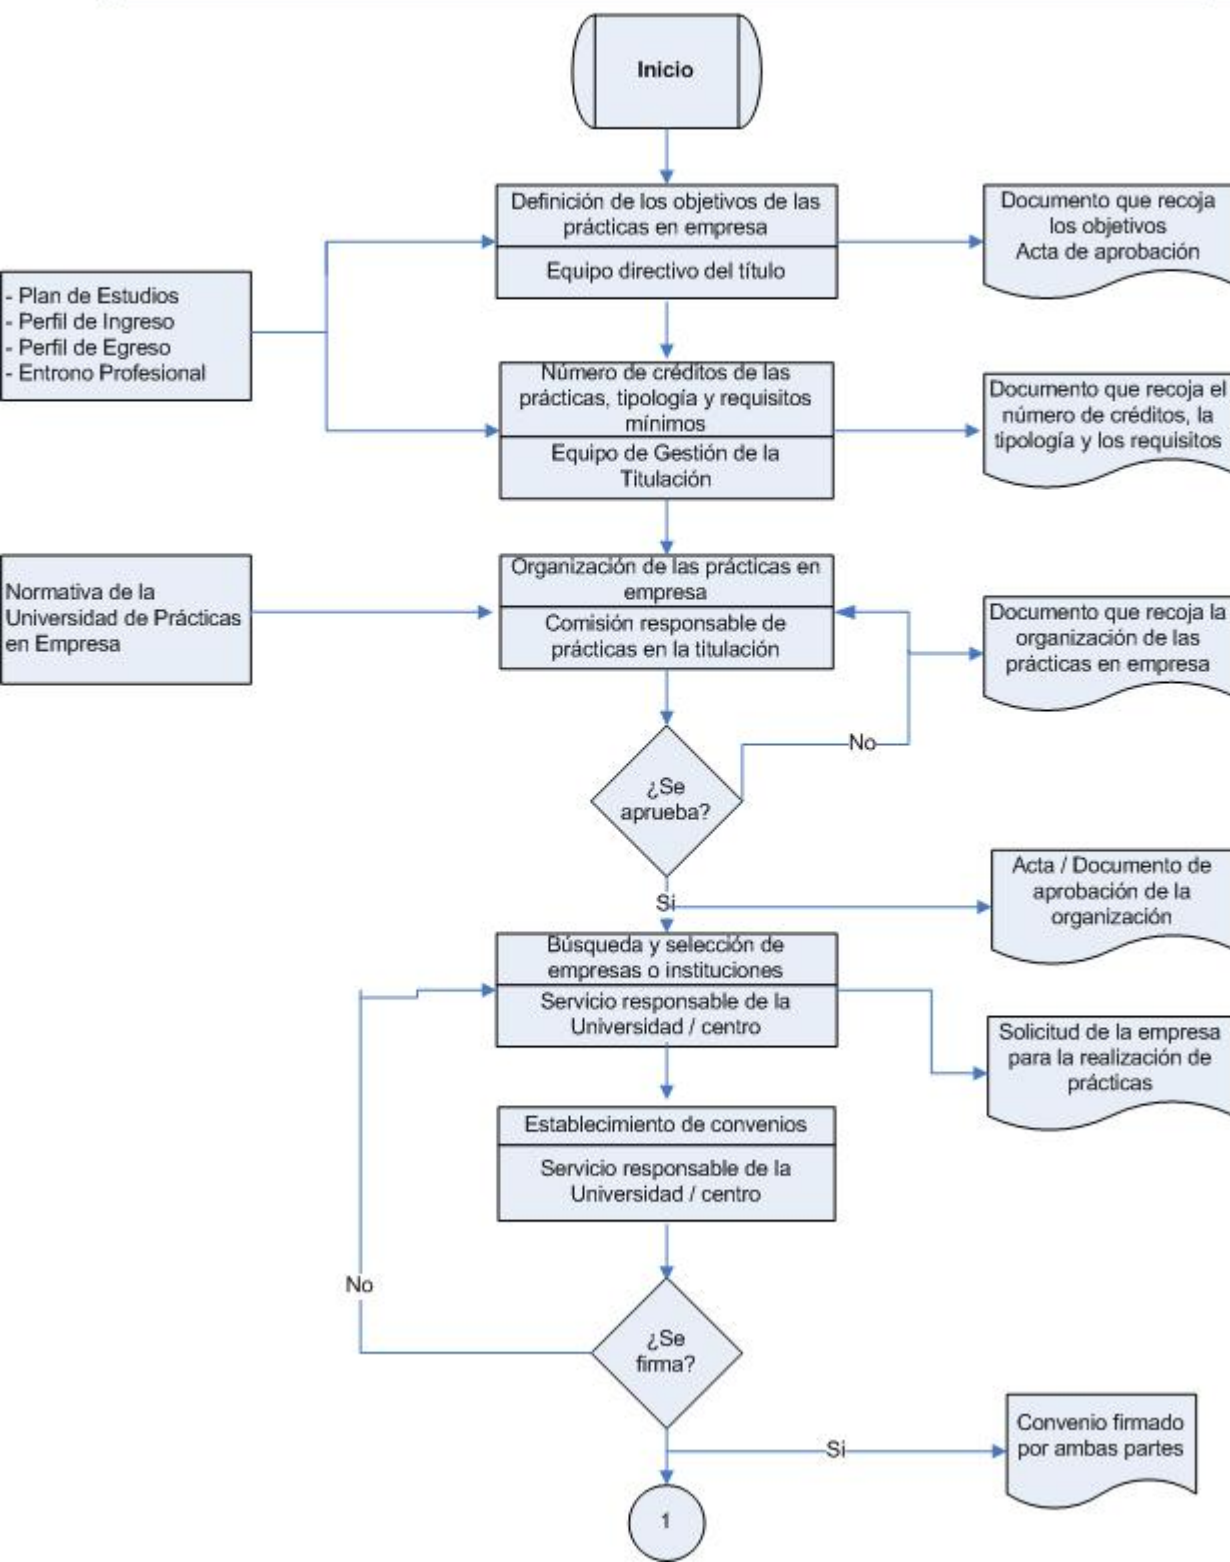 Inicio
Definición de los objetivos de las
prácticas en empresa
Equipo directivo del título
Documento que recoja
los objetivos
Acta de aprobación
- Plan de Estudios
- Perfil de Ingreso
- Perfil de Egreso
- Entrono Profesional
Número de créditos de las
prácticas, tipología y requisitos
mínimos
Equipo de Gestión de la
Titulación
Documento que recoja el
número de créditos, la
tipología y los requisitos
Normativa de la
Universidad de Prácticas
en Empresa
Organización de las prácticas en
empresa
Comisión responsable de
prácticas en la titulación
Documento que recoja la
organización de las
prácticas en empresa
No
¿Se
aprueba?
Si
Acta / Documento de
aprobación de la
organización
Búsqueda y selección de
empresas o instituciones
Servicio responsable de la
Universidad / centro
Solicitud de la empresa
para la realización de
prácticas
Establecimiento de convenios
Servicio responsable de la
Universidad / centro
No
¿Se
firma?
Si
Convenio firmado
por ambas partes
1